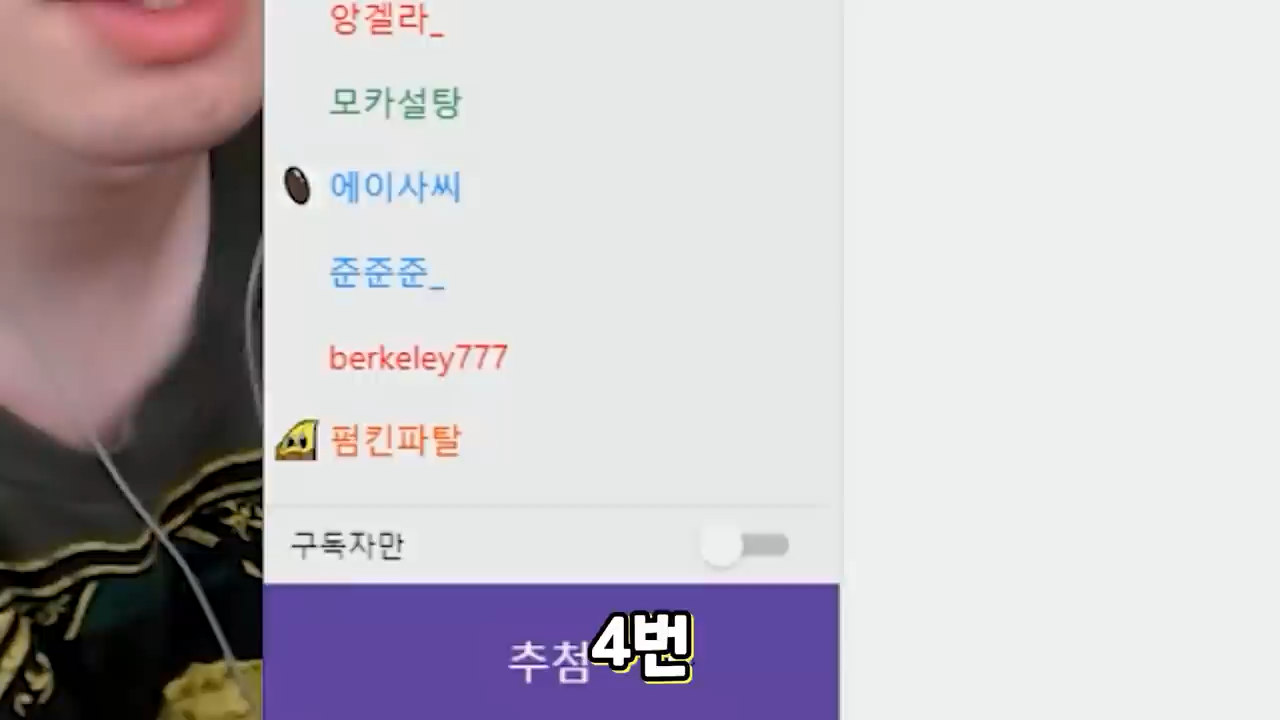 앙겔라_
모카설탕
에이사씨
준준준_
berkeley777
펌킨파탈
구독자만
추첨
4번